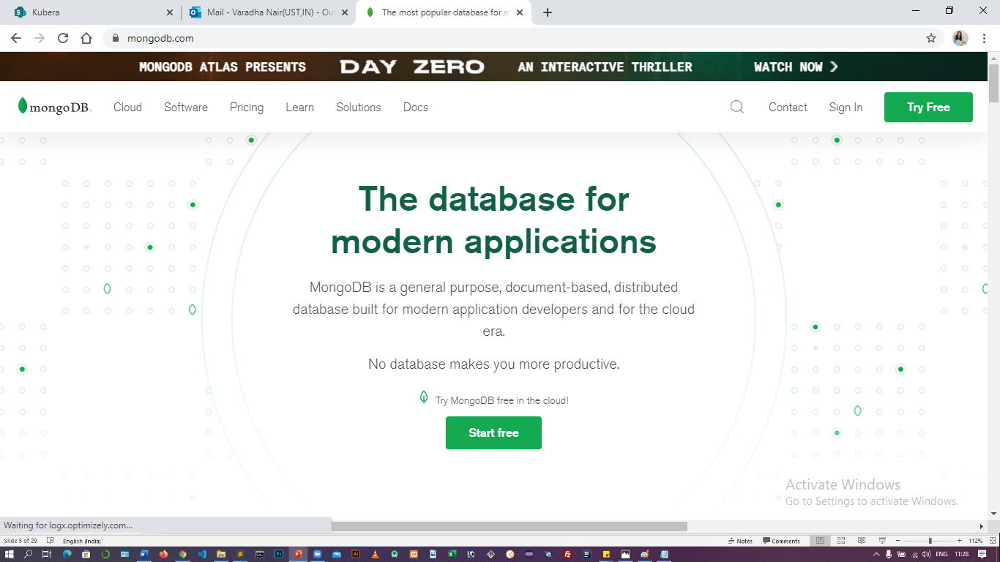 Kubera
Mail - Varadha Nair(UST,IN) - Ou
The most popular database for m
mongodb.com
MONGODB ATLAS PRESENTS DAY ZERO AN INTERACTIVE THRILLER WATCH NOW
mongoDB. Cloud Software Pricing Learn Solutions Docs Contact Sign In Try Free
The database for
modern applications
MongoDB is a general purpose, document-based, distributed
database built for modern application developers and for the cloud
era.
No database makes you more productive.
Try MongoDB free in the cloud!
Start free
Activate Windows
Go to Settings to activate Windows.
Waiting for logx.optimizely.com...
Slide 5 of 29 English (India) Notes Comments 112%
ENG 11:28